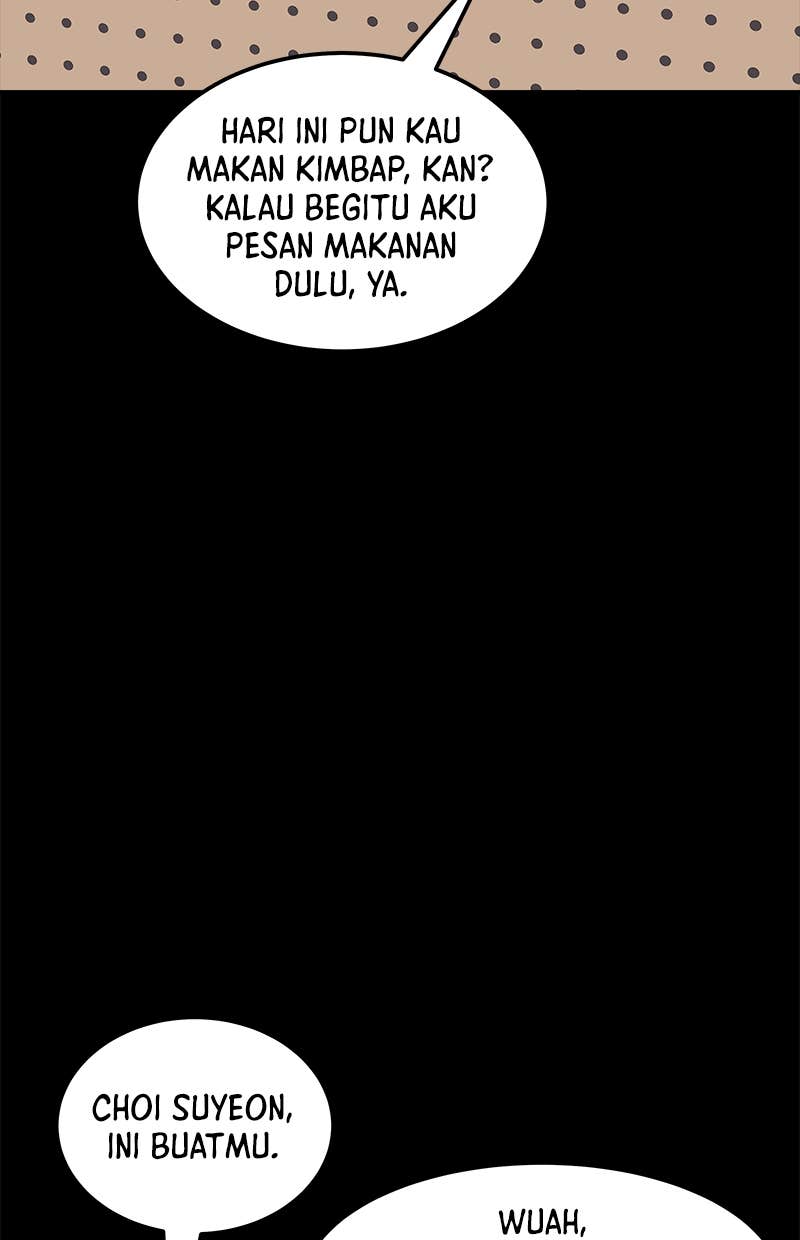 HARI INI PUN KAU
MAKAN KIMBAP, KAN?
KALAU BEGITU AKU
PESAN MAKANAN
DULU, YA.
CHOI SUYEON,
INI BUATMU.
WUAH,